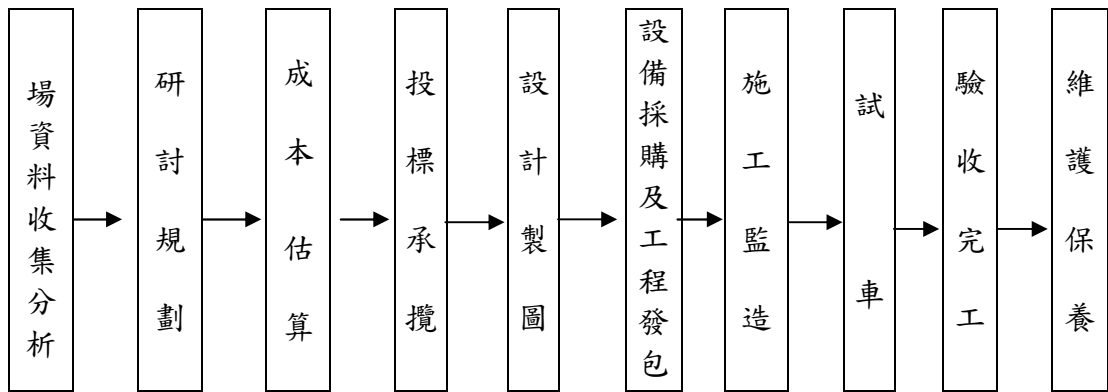 場資料收集分析
研討規劃
成本估算
投標承攬
設計製圖
設備採購及工程發包
施工監造
試車
驗收完工
維護保養